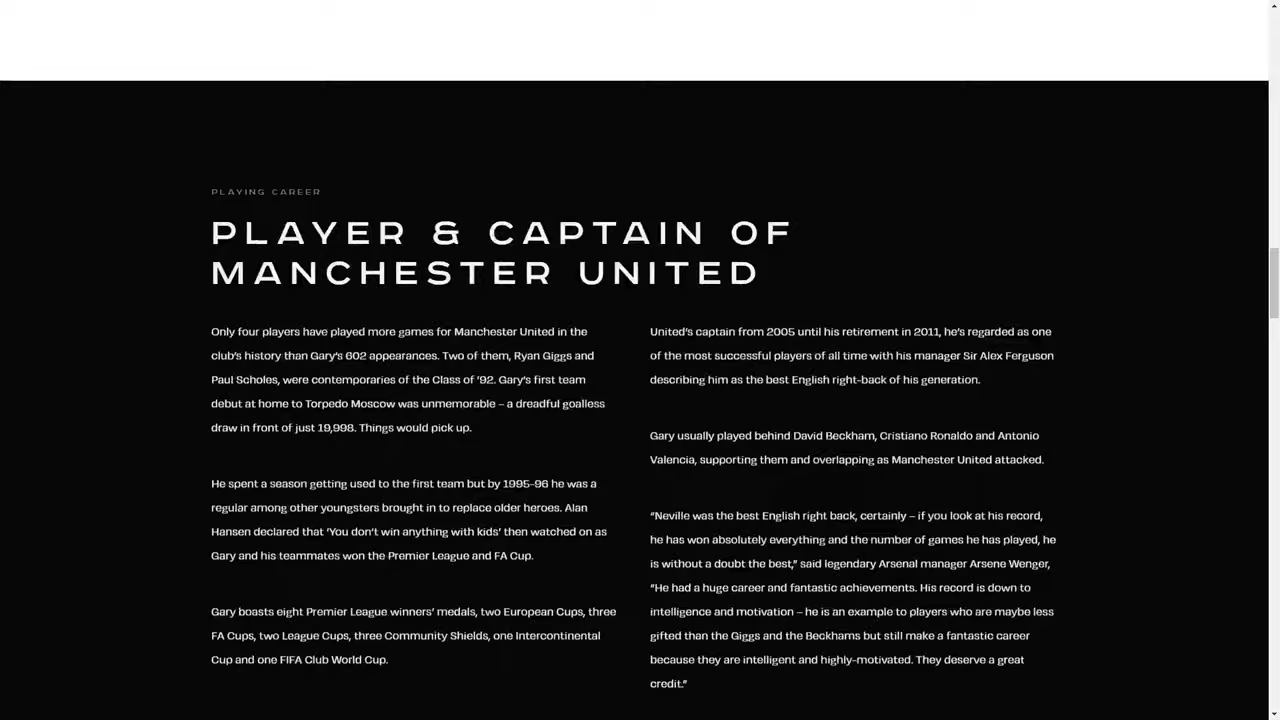 PLAYING CAREER
PLAYER & CAPTAIN OF
MANCHESTER UNITED
Only four players have played more games for Manchester United in the
club's history than Gary's 602 appearances. Two of them, Ryan Giggs and
Paul Scholes, were contemporaries of the Class of '92. Gary's first team
debut at home to Torpedo Moscow was unmemorable – a dreadful goalless
draw in front of just 19,998. Things would pick up.
He spent a season getting used to the first team but by 1995-96 he was a
regular among other youngsters brought in to replace older heroes. Alan
Hansen declared that 'You don't win anything with kids' then watched on as
Gary and his teammates won the Premier League and FA Cup.
Gary boasts eight Premier League winners' medals, two European Cups, three
FA Cups, two League Cups, three Community Shields, one Intercontinental
Cup and one FIFA Club World Cup.
United's captain from 2005 until his retirement in 2011, he's regarded as one
of the most successful players of all time with his manager Sir Alex Ferguson
describing him as the best English right-back of his generation.
Gary usually played behind David Beckham, Cristiano Ronaldo and Antonio
Valencia, supporting them and overlapping as Manchester United attacked.
“Neville was the best English right back, certainly – if you look at his record,
he has won absolutely everything and the number of games he has played, he
is without a doubt the best,” said legendary Arsenal manager Arsene Wenger,
“He had a huge career and fantastic achievements. His record is down to
intelligence and motivation – he is an example to players who are maybe less
gifted than the Giggs and the Beckhams but still make a fantastic career
because they are intelligent and highly-motivated. They deserve a great
credit.”